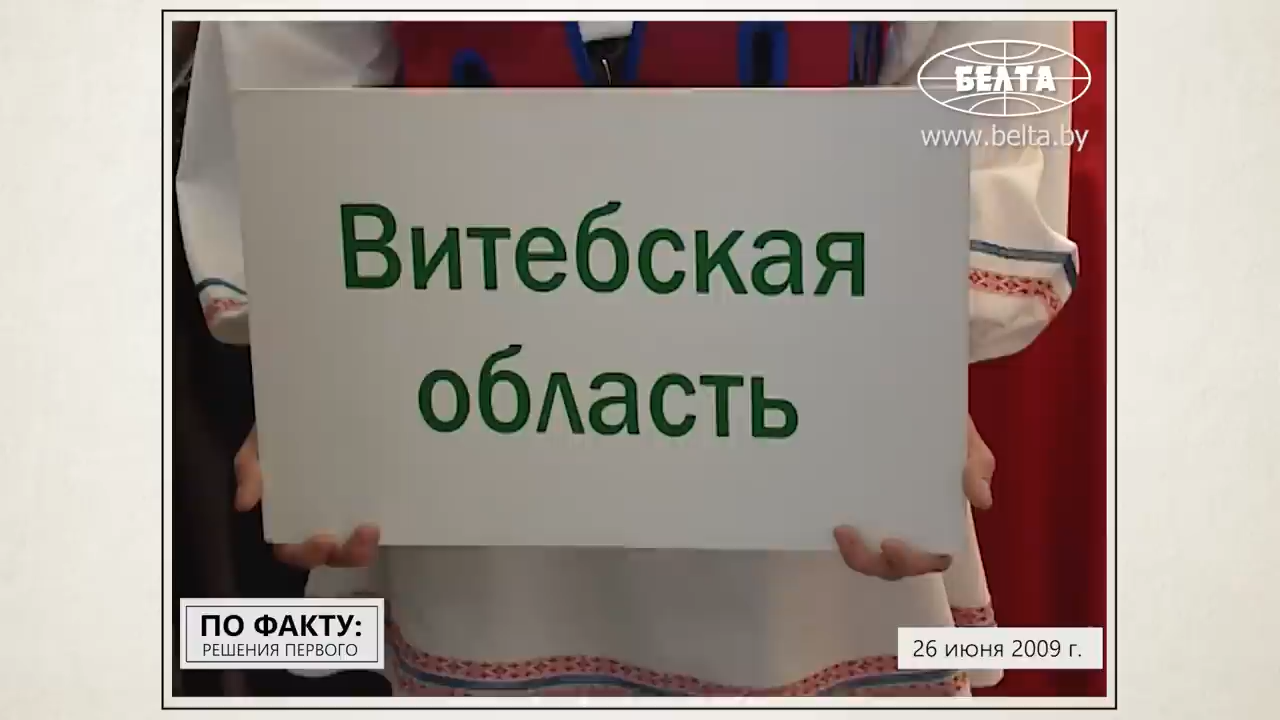 БЕЛТА
www.belta.by
Витебская
область
ПО ФАКТУ:
РЕШЕНИЯ ПЕРВОГО
26 июня 2009 г.